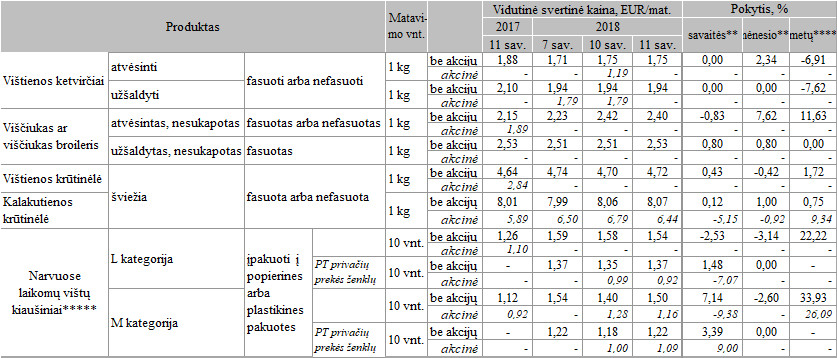 Produktas Matavi- Vidutinė svertinė kaina, EUR/mat. Pokytis, %
mo vnt. 2017 2018 savaitės** mėnesio** metų****
11 sav. 7 sav. 10 sav. 11 sav.
Vištienos ketvirčiai atvėsinti fasuoti arba nefasuoti 1 kg be akcijų 1,88 1,71 1,75 1,75 0,00 2,34 -6,91
akcinė - - 1,19 - - - -
užšaldyti 1 kg be akcijų 2,10 1,94 1,94 1,94 0,00 0,00 -7,62
akcinė - 1,79 1,79 - - - -
Viščiukas ar viščiukas broileris atvėsintas, nesukapotas fasuotas arba nefasuotas 1 kg be akcijų 2,15 2,23 2,42 2,40 -0,83 7,62 11,63
akcinė 1,89 - - - - - -
užšaldytas, nesukapotas fasuotas 1 kg be akcijų 2,53 2,51 2,51 2,53 0,80 0,80 0,00
akcinė - - - - - - -
Vištienos krūtinėlė šviežia fasuota arba nefasuota 1 kg be akcijų 4,64 4,74 4,70 4,72 0,43 -0,42 1,72
akcinė 2,84 - - - - - -
Kalakutienos krūtinėlė 1 kg be akcijų 8,01 7,99 8,06 8,07 0,12 1,00 0,75
akcinė 5,89 6,50 6,79 6,44 -5,15 -0,92 9,34
Narvuose laikomų vištų kiaušiniai***** L kategorija įpakuoti į popierines arba plastikines pakuotes 10 vnt. be akcijų 1,26 1,59 1,58 1,54 -2,53 -3,14 22,22
akcinė 1,10 - - - - - -
PT privačių prekės ženklų 10 vnt. be akcijų - 1,37 1,35 1,37 1,48 0,00 -
akcinė - - 0,99 0,92 -7,07 - -
M kategorija 10 vnt. be akcijų 1,12 1,54 1,40 1,50 7,14 -2,60 33,93
akcinė 0,92 - 1,28 1,16 -9,38 - 26,09
PT privačių prekės ženklų 10 vnt. be akcijų - 1,22 1,18 1,22 3,39 0,00 -
akcinė - - 1,00 1,09 9,00 - -